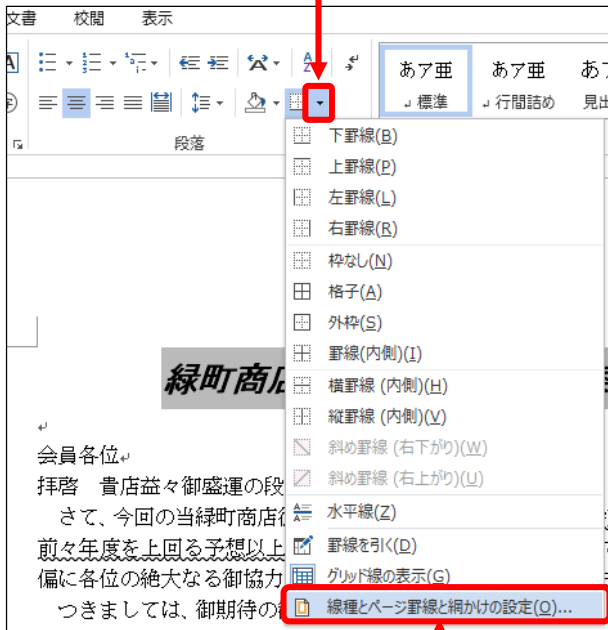 文書 校閲 表示
A
A Z
あア亜 あア亜 あア
↲ 標準 ↲ 行間詰め 見出
段落
下罫線(B)
上罫線(P)
左罫線(L)
右罫線(R)
枠なし(N)
格子(A)
外枠(S)
罫線(内側)(I)
横罫線 (内側)(H)
縦罫線 (内側)(V)
斜め罫線 (右下がり)(W)
斜め罫線 (右上がり)(U)
水平線(Z)
罫線を引く(D)
グリッド線の表示(G)
線種とページ罫線と網かけの設定(O)...
緑町商店
会員各位
拝啓 貴店益々御盛運の段
さて、今回の当緑町商店
前々年度を上回る予想以上
偏に各位の絶大なる御協力
つきましては、御期待の